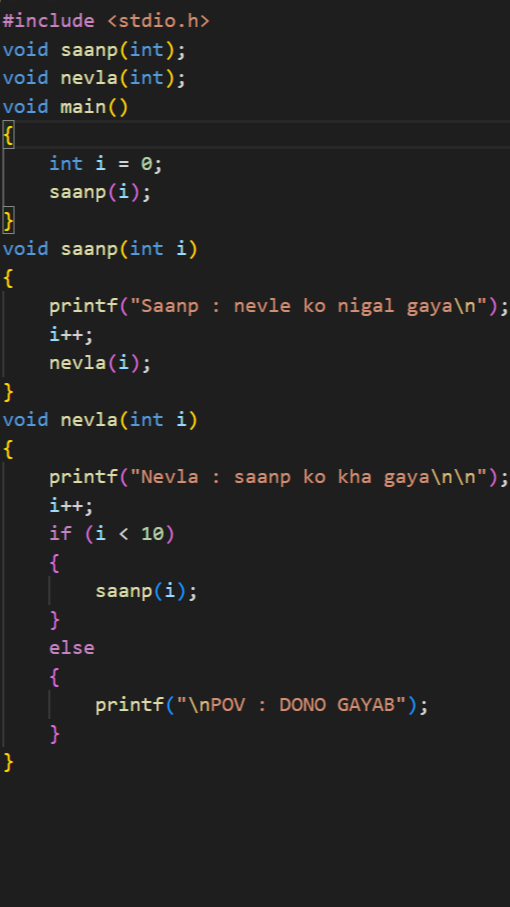 #include <stdio.h>
void saanp(int);
void nevla(int);
void main()
{
    int i = 0;
    saanp(i);
}
void saanp(int i)
{
    printf("Saanp : nevle ko nigal gaya\n");
    i++;
    nevla(i);
}
void nevla(int i)
{
    printf("Nevla : saanp ko kha gaya\n\n");
    i++;
    if (i < 10)
    {
        saanp(i);
    }
    else
    {
        printf("\nPOV : DONO GAYAB");
    }
}